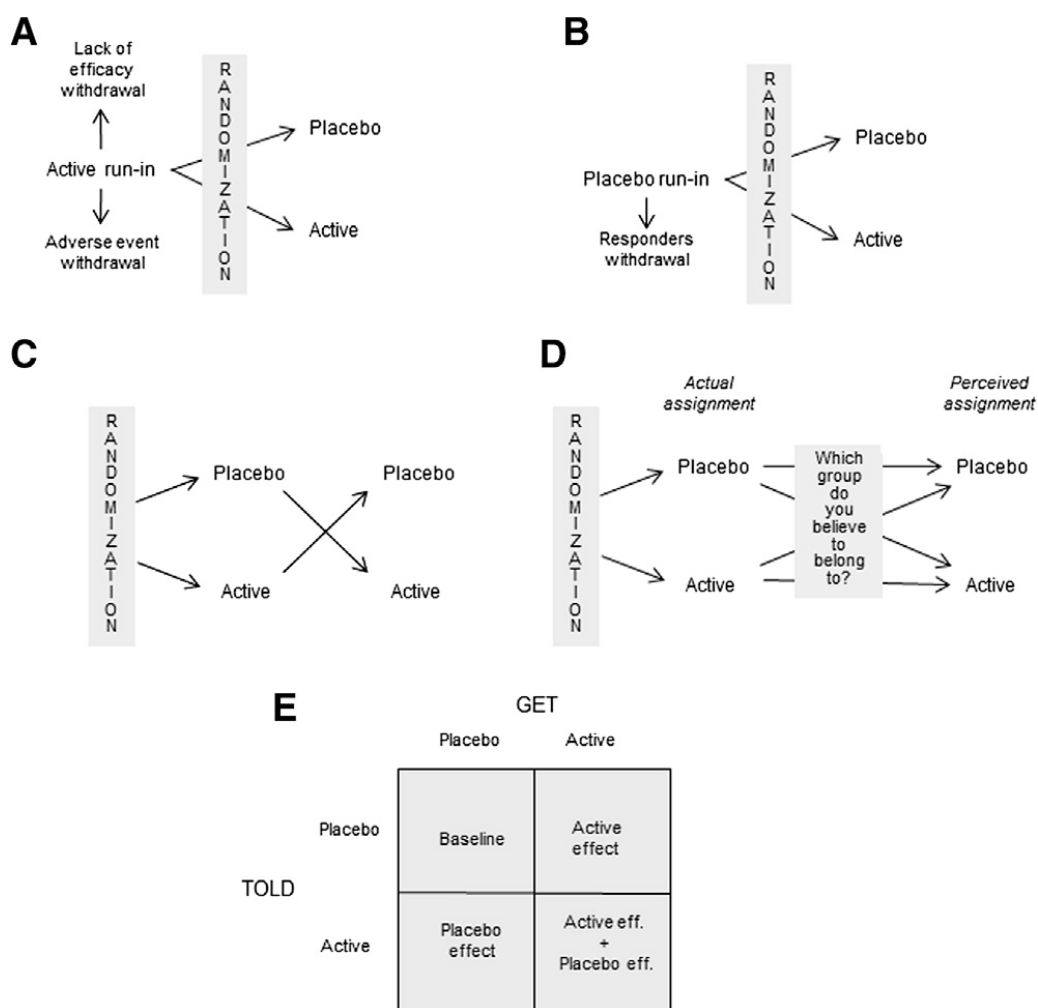 A
Lack of
efficacy
withdrawal
Active run-in
Adverse event
withdrawal
RANDOMIZATION
Placebo
Active
B
Placebo run-in
Responders
withdrawal
RANDOMIZATION
Placebo
Active
C
RANDOMIZATION
Placebo
Active
Placebo
Active
D
RANDOMIZATION
Actual
assignment
Placebo
Active
Which
group
do
you
believe
to
belong
to?
Perceived
assignment
Placebo
Active
E
GET
Placebo Active
TOLD
Placebo
Baseline
Active
effect
Active
Placebo
effect
Active eff.
+
Placebo eff.